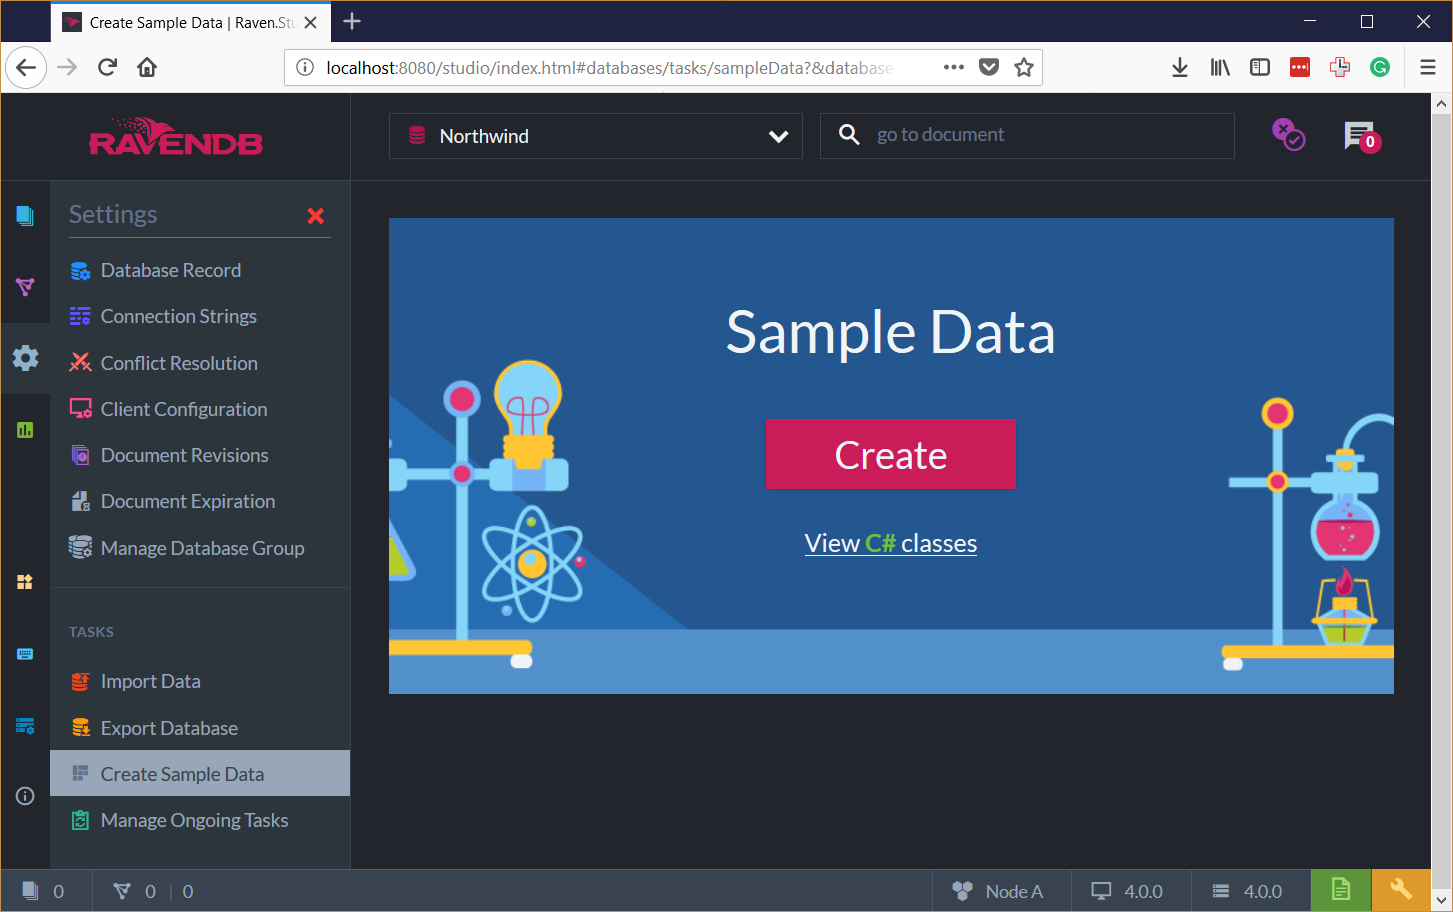 Create Sample Data | Raven.Stu
localhost:8080/studio/index.html#databases/tasks/sampleData?&database
RAVENDB
Northwind
go to document
0
Settings
Database Record
Connection Strings
Conflict Resolution
Client Configuration
Document Revisions
Document Expiration
Manage Database Group
TASKS
Import Data
Export Database
Create Sample Data
Manage Ongoing Tasks
Sample Data
Create
View C# classes
0
0 | 0
Node A
4.0.0
4.0.0